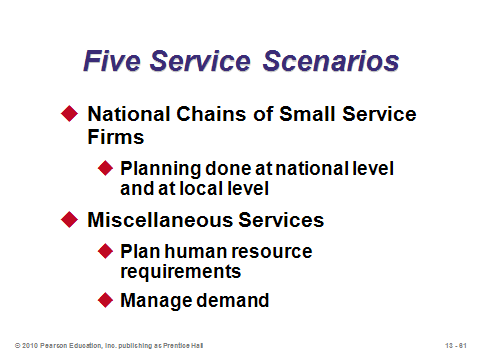 Five Service Scenarios
National Chains of Small Service
Firms
Planning done at national level
and at local level
Miscellaneous Services
Plan human resource
requirements
Manage demand
© 2010 Pearson Education, Inc. publishing as Prentice Hall
13 - 61